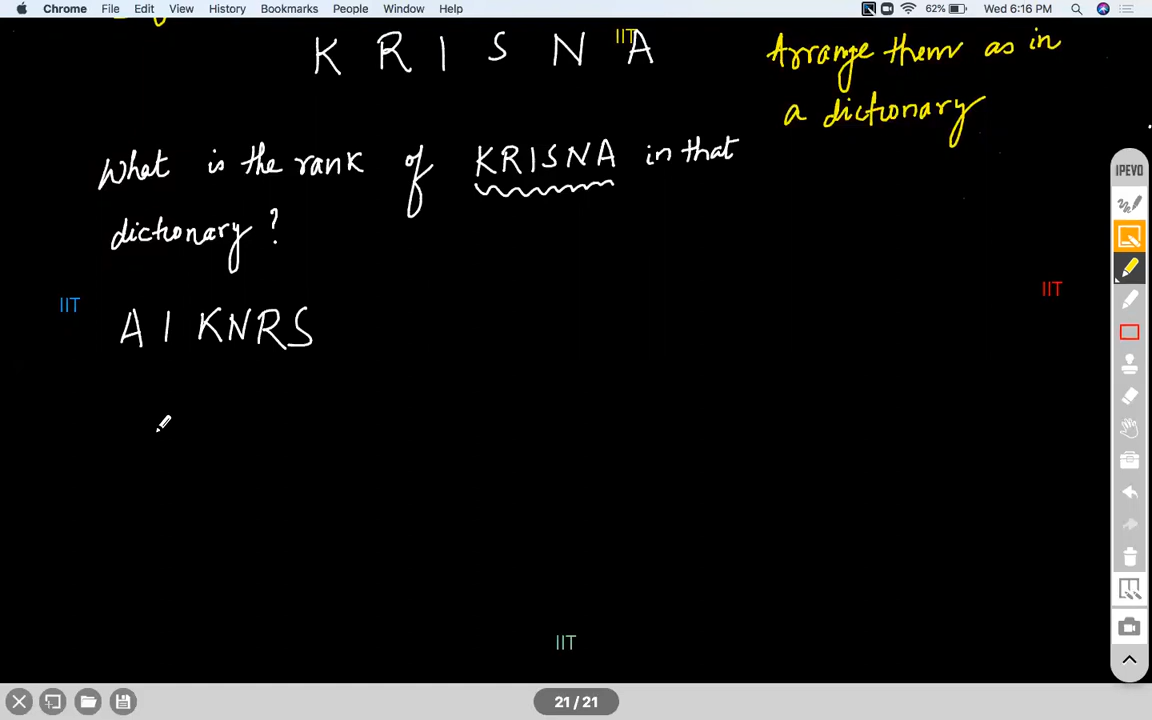 Chrome File Edit View History Bookmarks People Window Help 62% Wed 6:16 PM
K R I S N A IIT
Arrange them as in
a dictionary
What is the rank of KRISNA in that
dictionary ?
IPEVO
IIT
IIT
A I K N R S
IIT
21 / 21